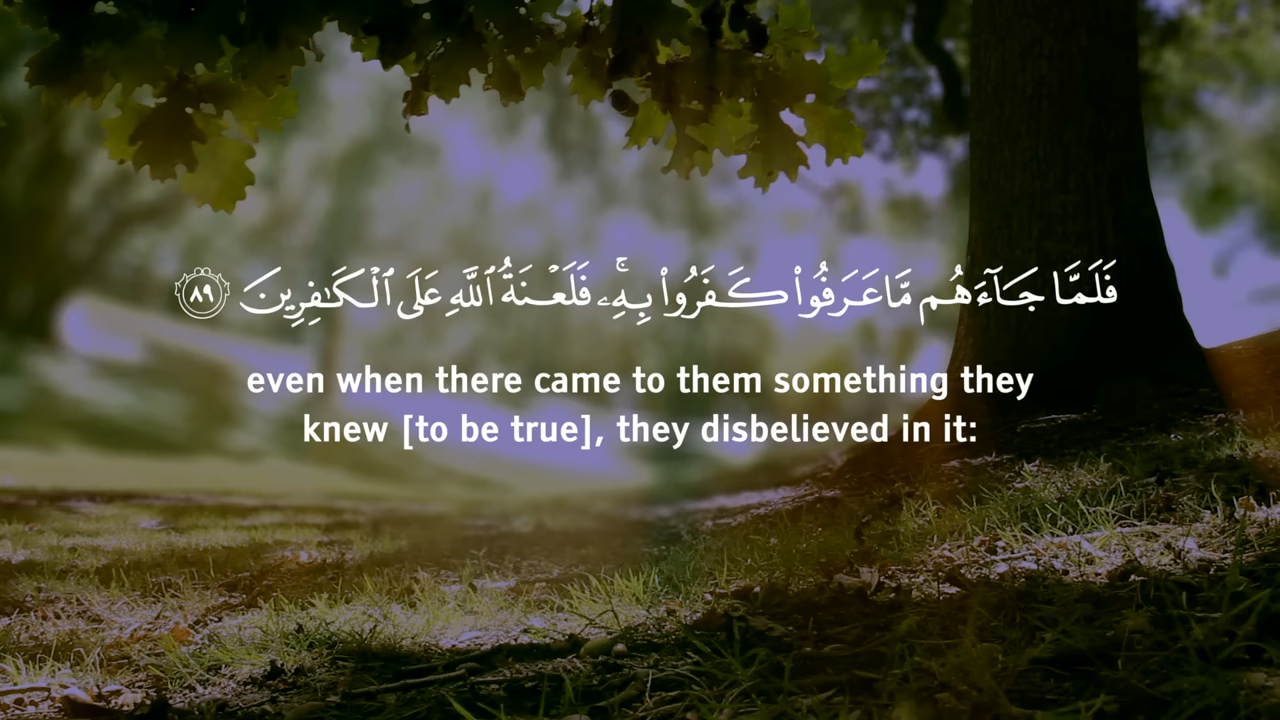 فَلَمَّا جَآءَهُم مَّا عَرَفُوا۟ كَفَرُوا۟ بِهِۦ ۚ فَلَعْنَةُ ٱللَّهِ عَلَى ٱلْكَـٰفِرِينَ ٨٩
even when there came to them something they
knew [to be true], they disbelieved in it: